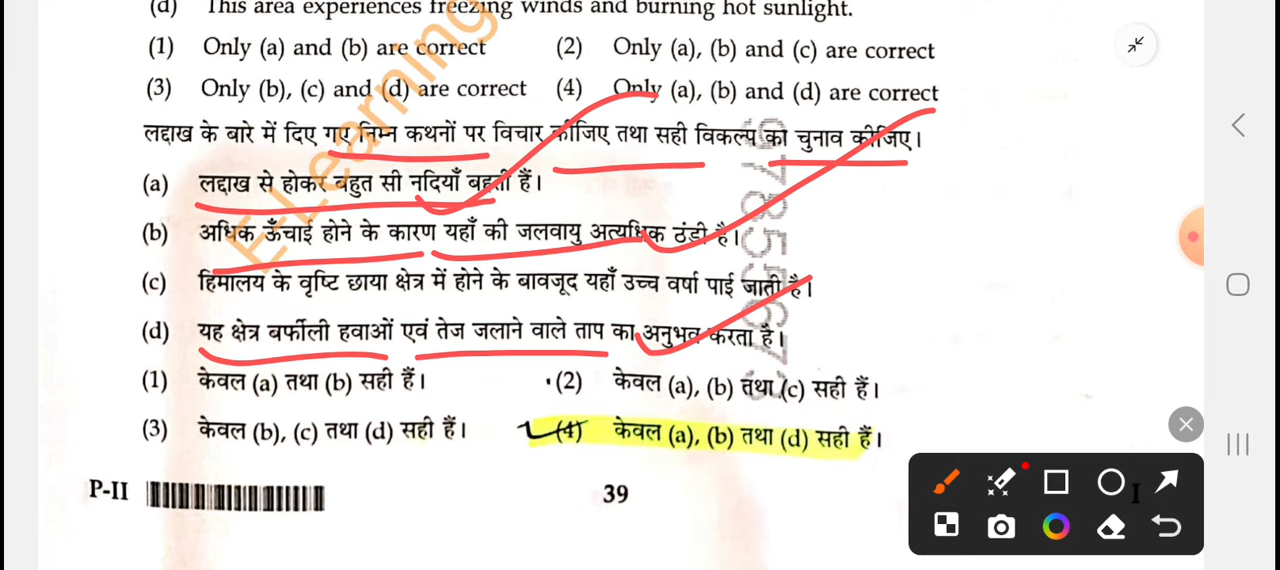 (d) This area experiences freezing winds and burning hot sunlight.
(1) Only (a) and (b) are correct (2) Only (a), (b) and (c) are correct
(3) Only (b), (c) and (d) are correct (4) Only (a), (b) and (d) are correct
लद्दाख के बारे में दिए गए निम्न कथनों पर विचार कीजिए तथा सही विकल्प को चुनाव कीजिए।
(a) लद्दाख से होकर बहुत सी नदियाँ बहती हैं।
(b) अधिक ऊँचाई होने के कारण यहाँ की जलवायु अत्यधिक ठंडी है।
(c) हिमालय के वृष्टि छाया क्षेत्र में होने के बावजूद यहाँ उच्च वर्षा पाई जाती है।
(d) यह क्षेत्र बर्फीली हवाओं एवं तेज जलाने वाले ताप का अनुभव करता है।
(1) केवल (a) तथा (b) सही हैं। (2) केवल (a), (b) तथा (c) सही हैं।
(3) केवल (b), (c) तथा (d) सही हैं। (4) केवल (a), (b) तथा (d) सही हैं।
P-II 39 I
E-Learning